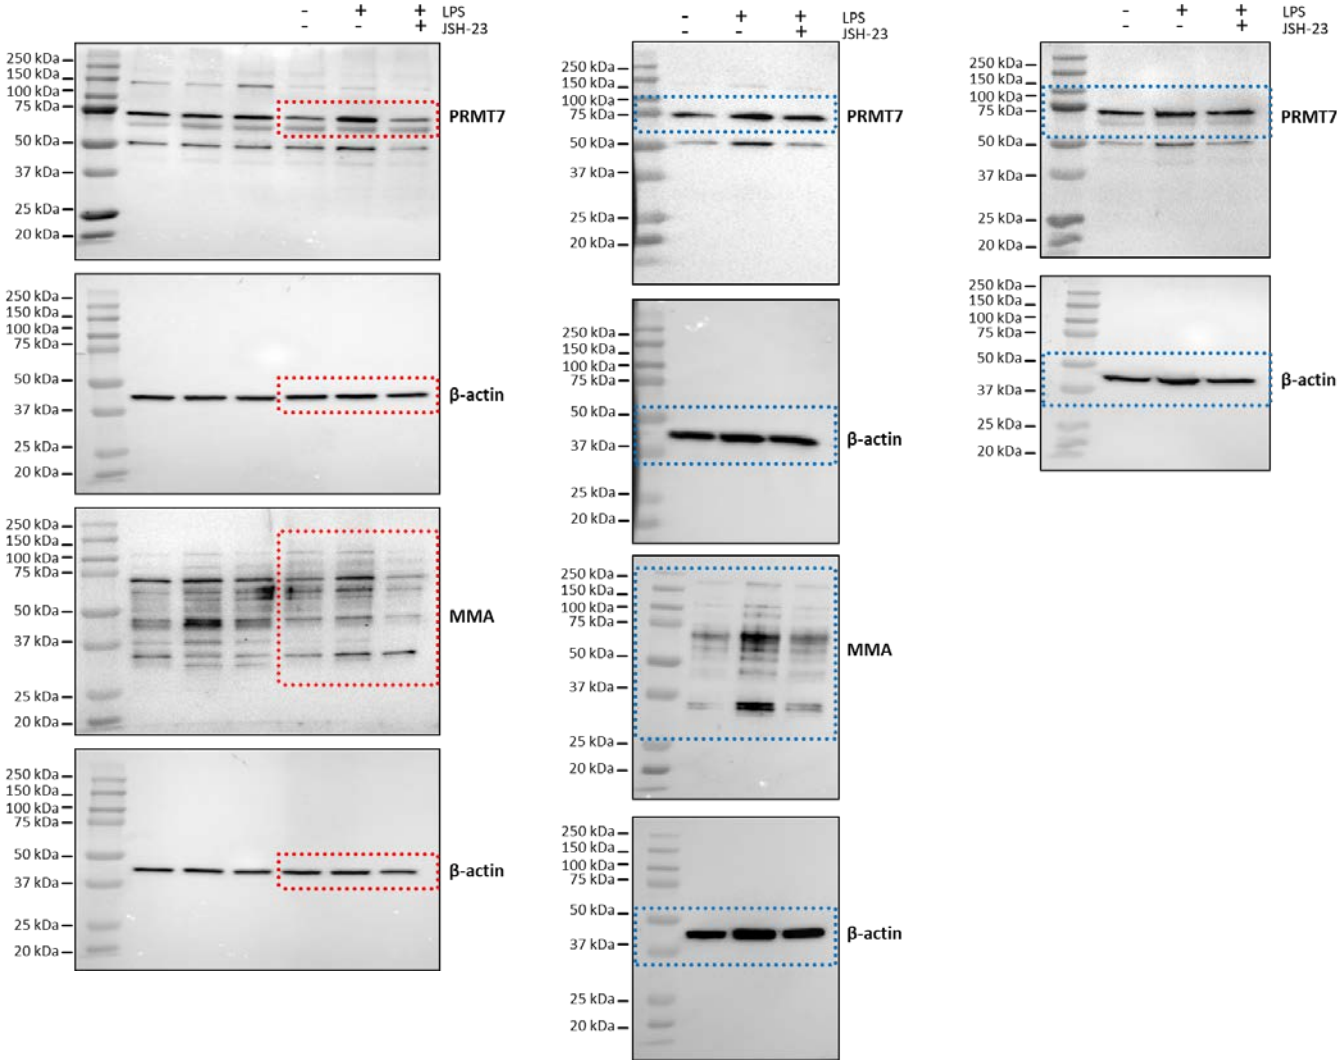 - + + LPS
- - + JSH-23
250 kDa
150 kDa
100 kDa
75 kDa
50 kDa
37 kDa
25 kDa
20 kDa
PRMT7
250 kDa
150 kDa
100 kDa
75 kDa
50 kDa
37 kDa
25 kDa
20 kDa
β-actin
250 kDa
150 kDa
100 kDa
75 kDa
50 kDa
37 kDa
25 kDa
20 kDa
MMA
250 kDa
150 kDa
100 kDa
75 kDa
50 kDa
37 kDa
25 kDa
20 kDa
β-actin
- + + LPS
- - + JSH-23
250 kDa
150 kDa
100 kDa
75 kDa
50 kDa
37 kDa
25 kDa
20 kDa
PRMT7
250 kDa
150 kDa
100 kDa
75 kDa
50 kDa
37 kDa
25 kDa
20 kDa
β-actin
250 kDa
150 kDa
100 kDa
75 kDa
50 kDa
37 kDa
25 kDa
20 kDa
MMA
250 kDa
150 kDa
100 kDa
75 kDa
50 kDa
37 kDa
25 kDa
20 kDa
β-actin
- + + LPS
- - + JSH-23
250 kDa
150 kDa
100 kDa
75 kDa
50 kDa
37 kDa
25 kDa
20 kDa
PRMT7
250 kDa
150 kDa
100 kDa
75 kDa
50 kDa
37 kDa
25 kDa
20 kDa
β-actin